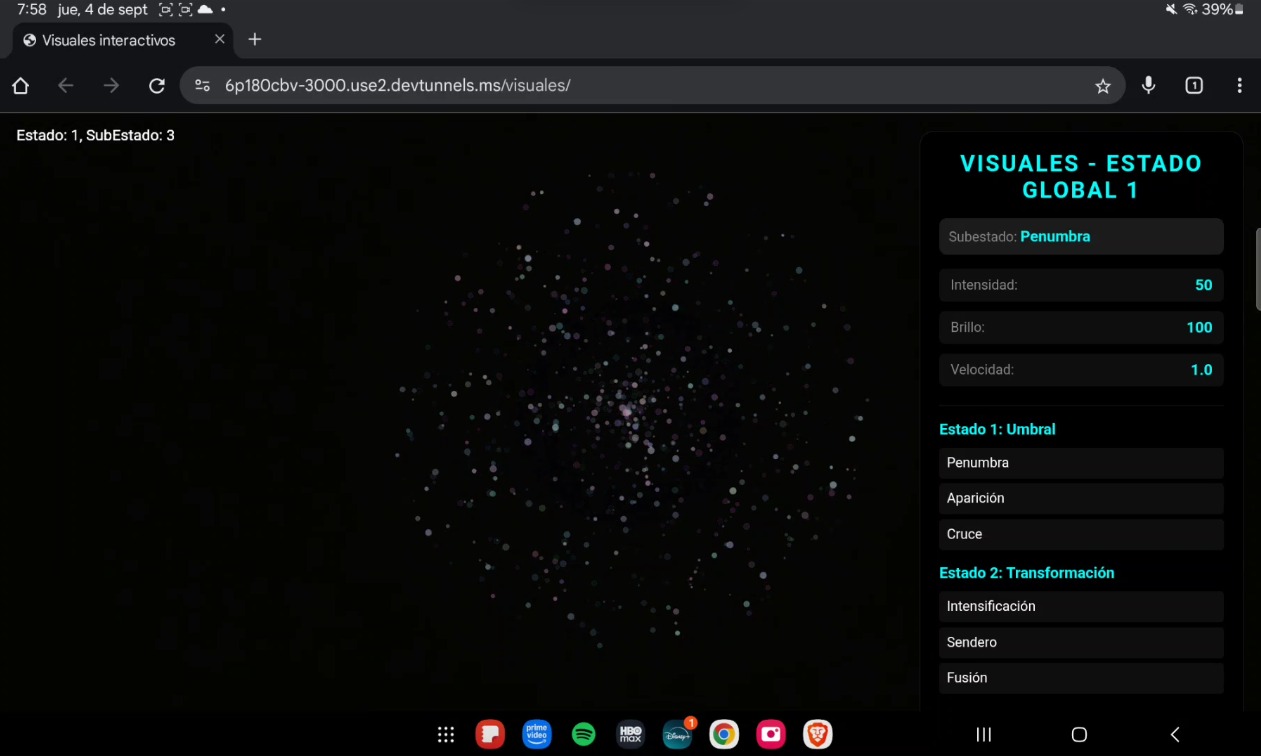 7:58 jue, 4 de sept
39%
Visuales interactivos
6p180cbv-3000.use2.devtunnels.ms/visuales/
1
Estado: 1, SubEstado: 3
VISUALES - ESTADO
GLOBAL 1
Subestado: Penumbra
Intensidad: 50
Brillo: 100
Velocidad: 1.0
Estado 1: Umbral
Penumbra
Aparición
Cruce
Estado 2: Transformación
Intensificación
Sendero
Fusión
prime
video
HBO
max
Disney+
1